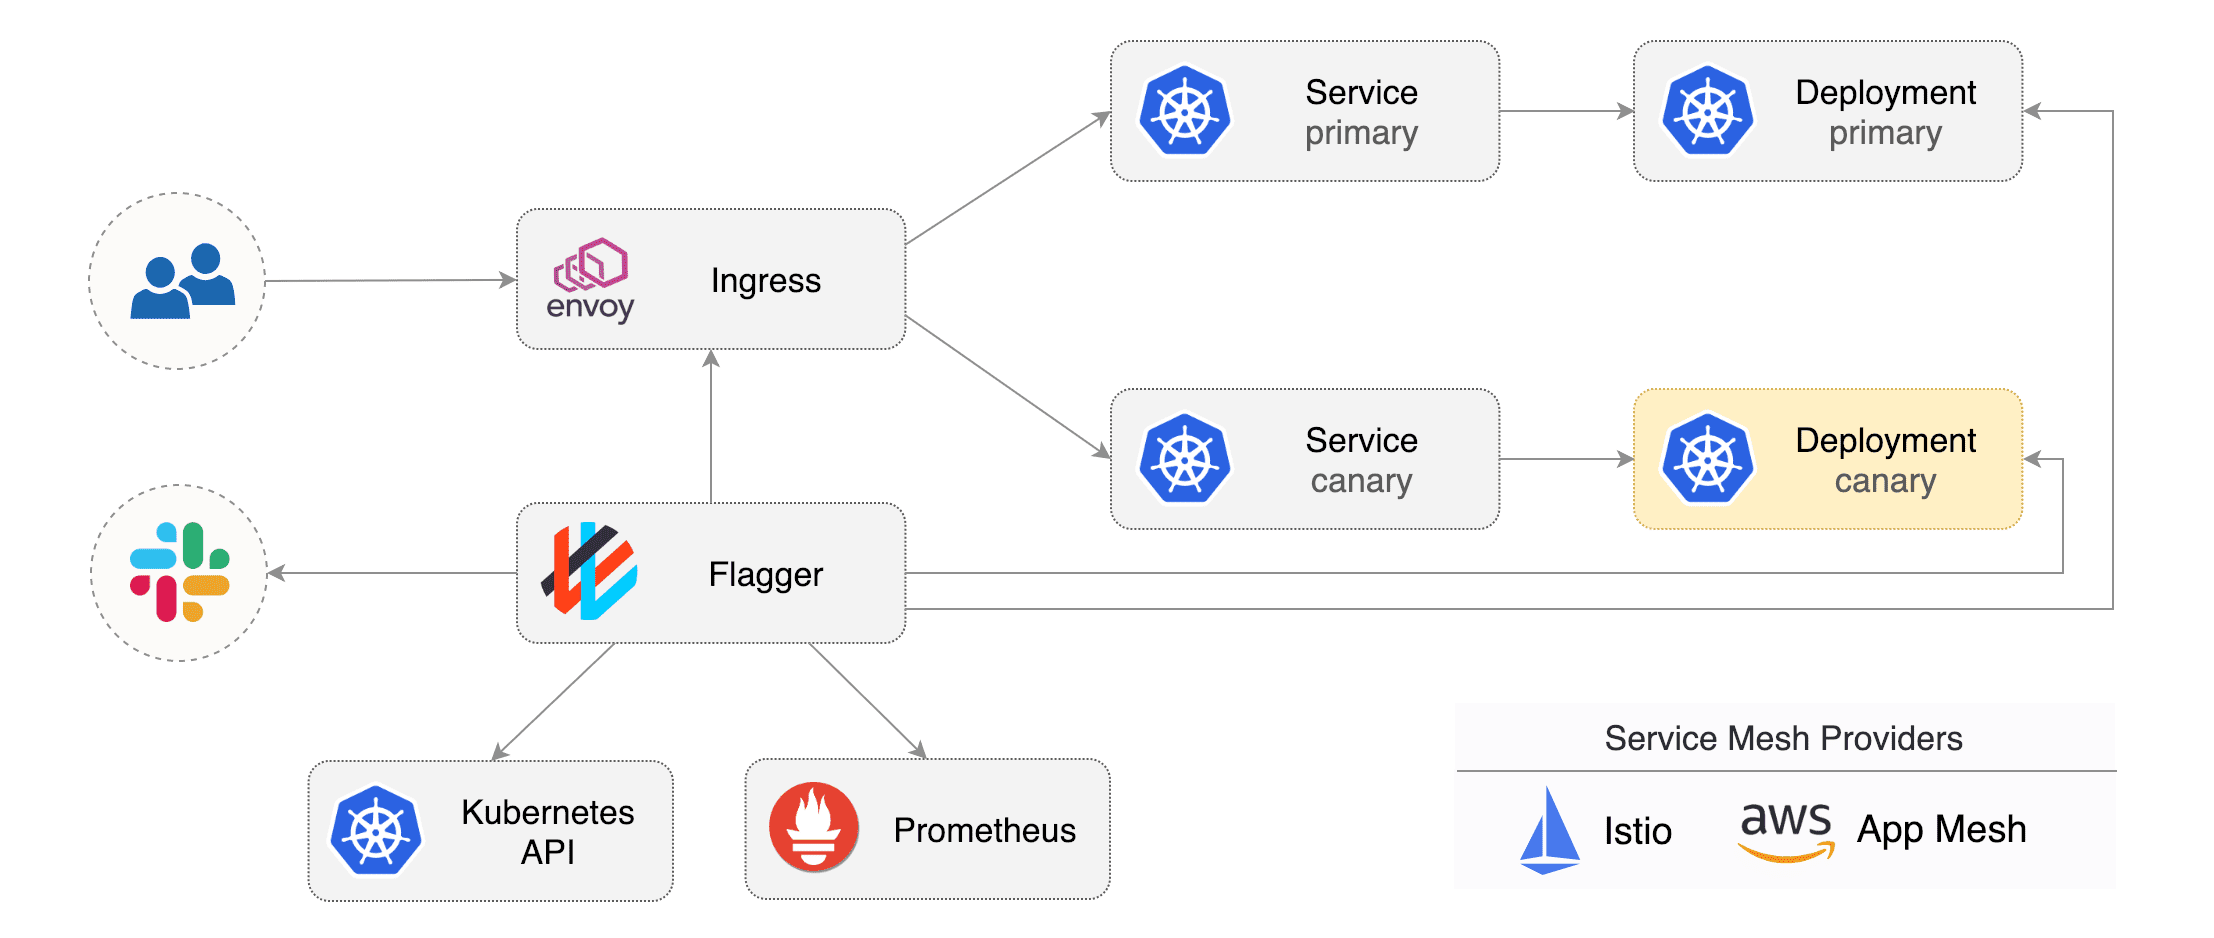 Service
primary
Deployment
primary
envoy
Ingress
Service
canary
Deployment
canary
Flagger
Kubernetes
API
Prometheus
Service Mesh Providers
Istio
aws
App Mesh